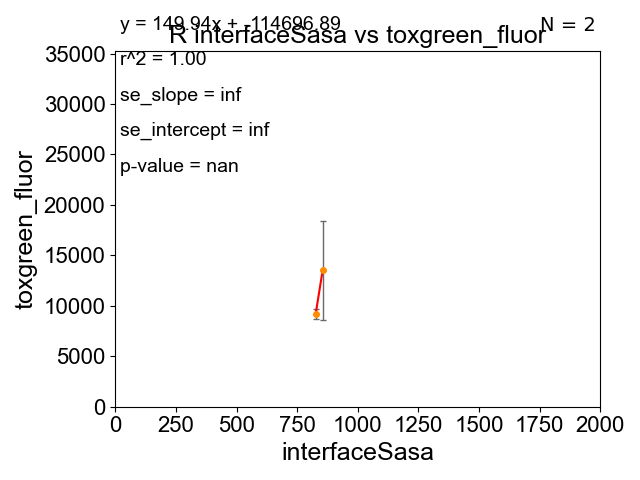 y = 149.94x + -114696.89
N = 2
R interfaceSasa vs toxgreen_fluor
r^2 = 1.00
se_slope = inf
se_intercept = inf
p-value = nan
35000
30000
25000
20000
15000
10000
5000
0
toxgreen_fluor
0 250 500 750 1000 1250 1500 1750 2000
interfaceSasa